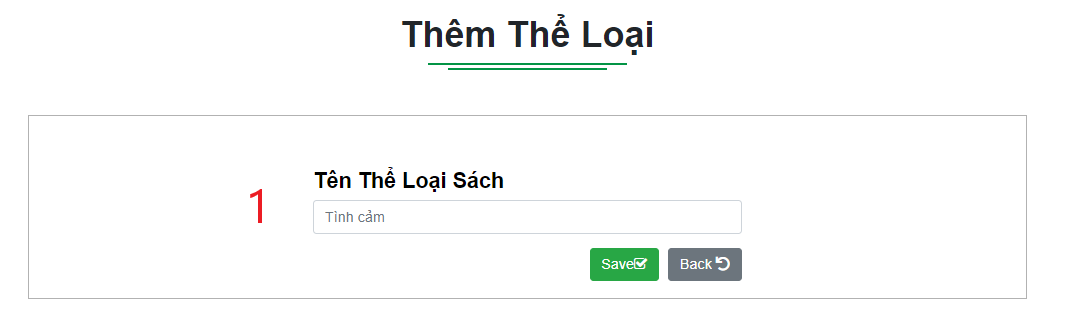 Thêm Thể Loại
Tên Thể Loại Sách
1
Tình cảm
Save
Back